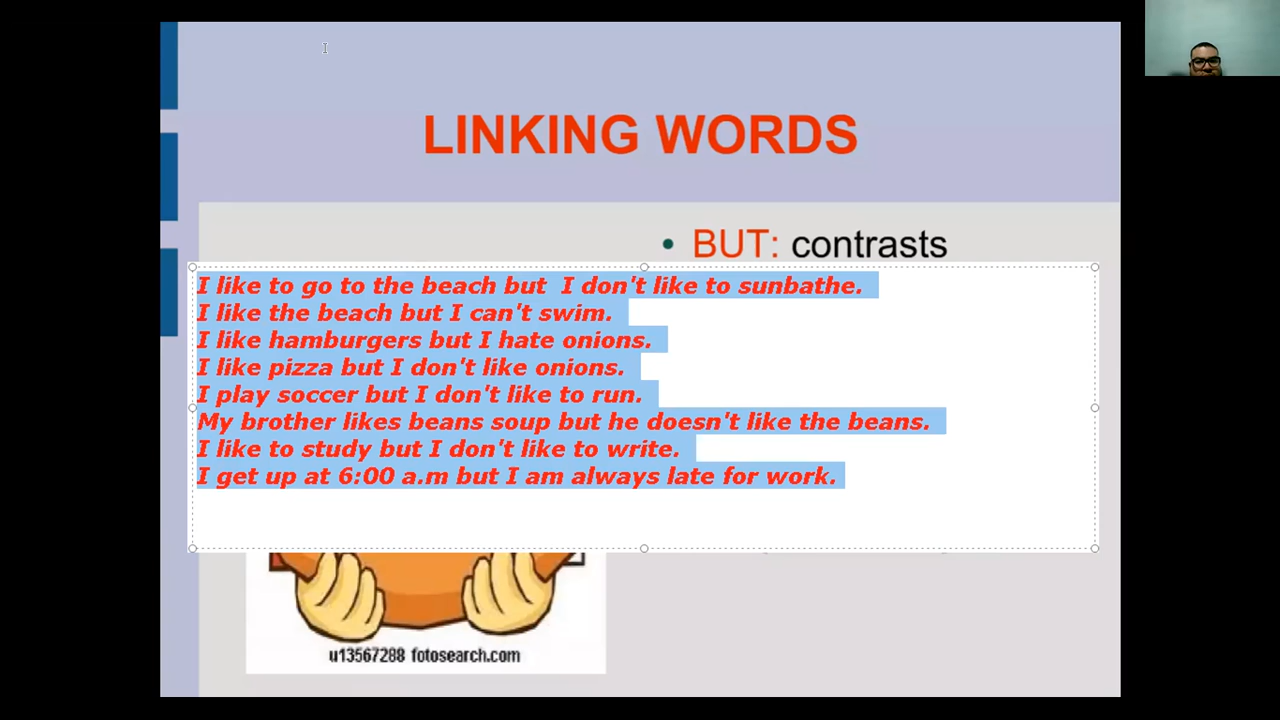 LINKING WORDS
• BUT: contrasts
I like to go to the beach but  I don't like to sunbathe.
I like the beach but I can't swim.
I like hamburgers but I hate onions.
I like pizza but I don't like onions.
I play soccer but I don't like to run.
My brother likes beans soup but he doesn't like the beans.
I like to study but I don't like to write.
I get up at 6:00 a.m but I am always late for work.
u13567288 fotosearch.com